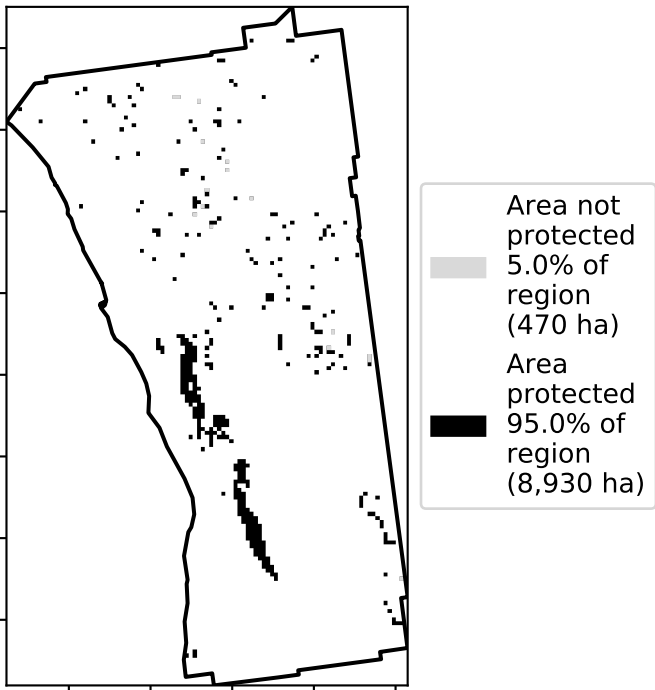 Area not
protected
5.0% of
region
(470 ha)
Area
protected
95.0% of
region
(8,930 ha)